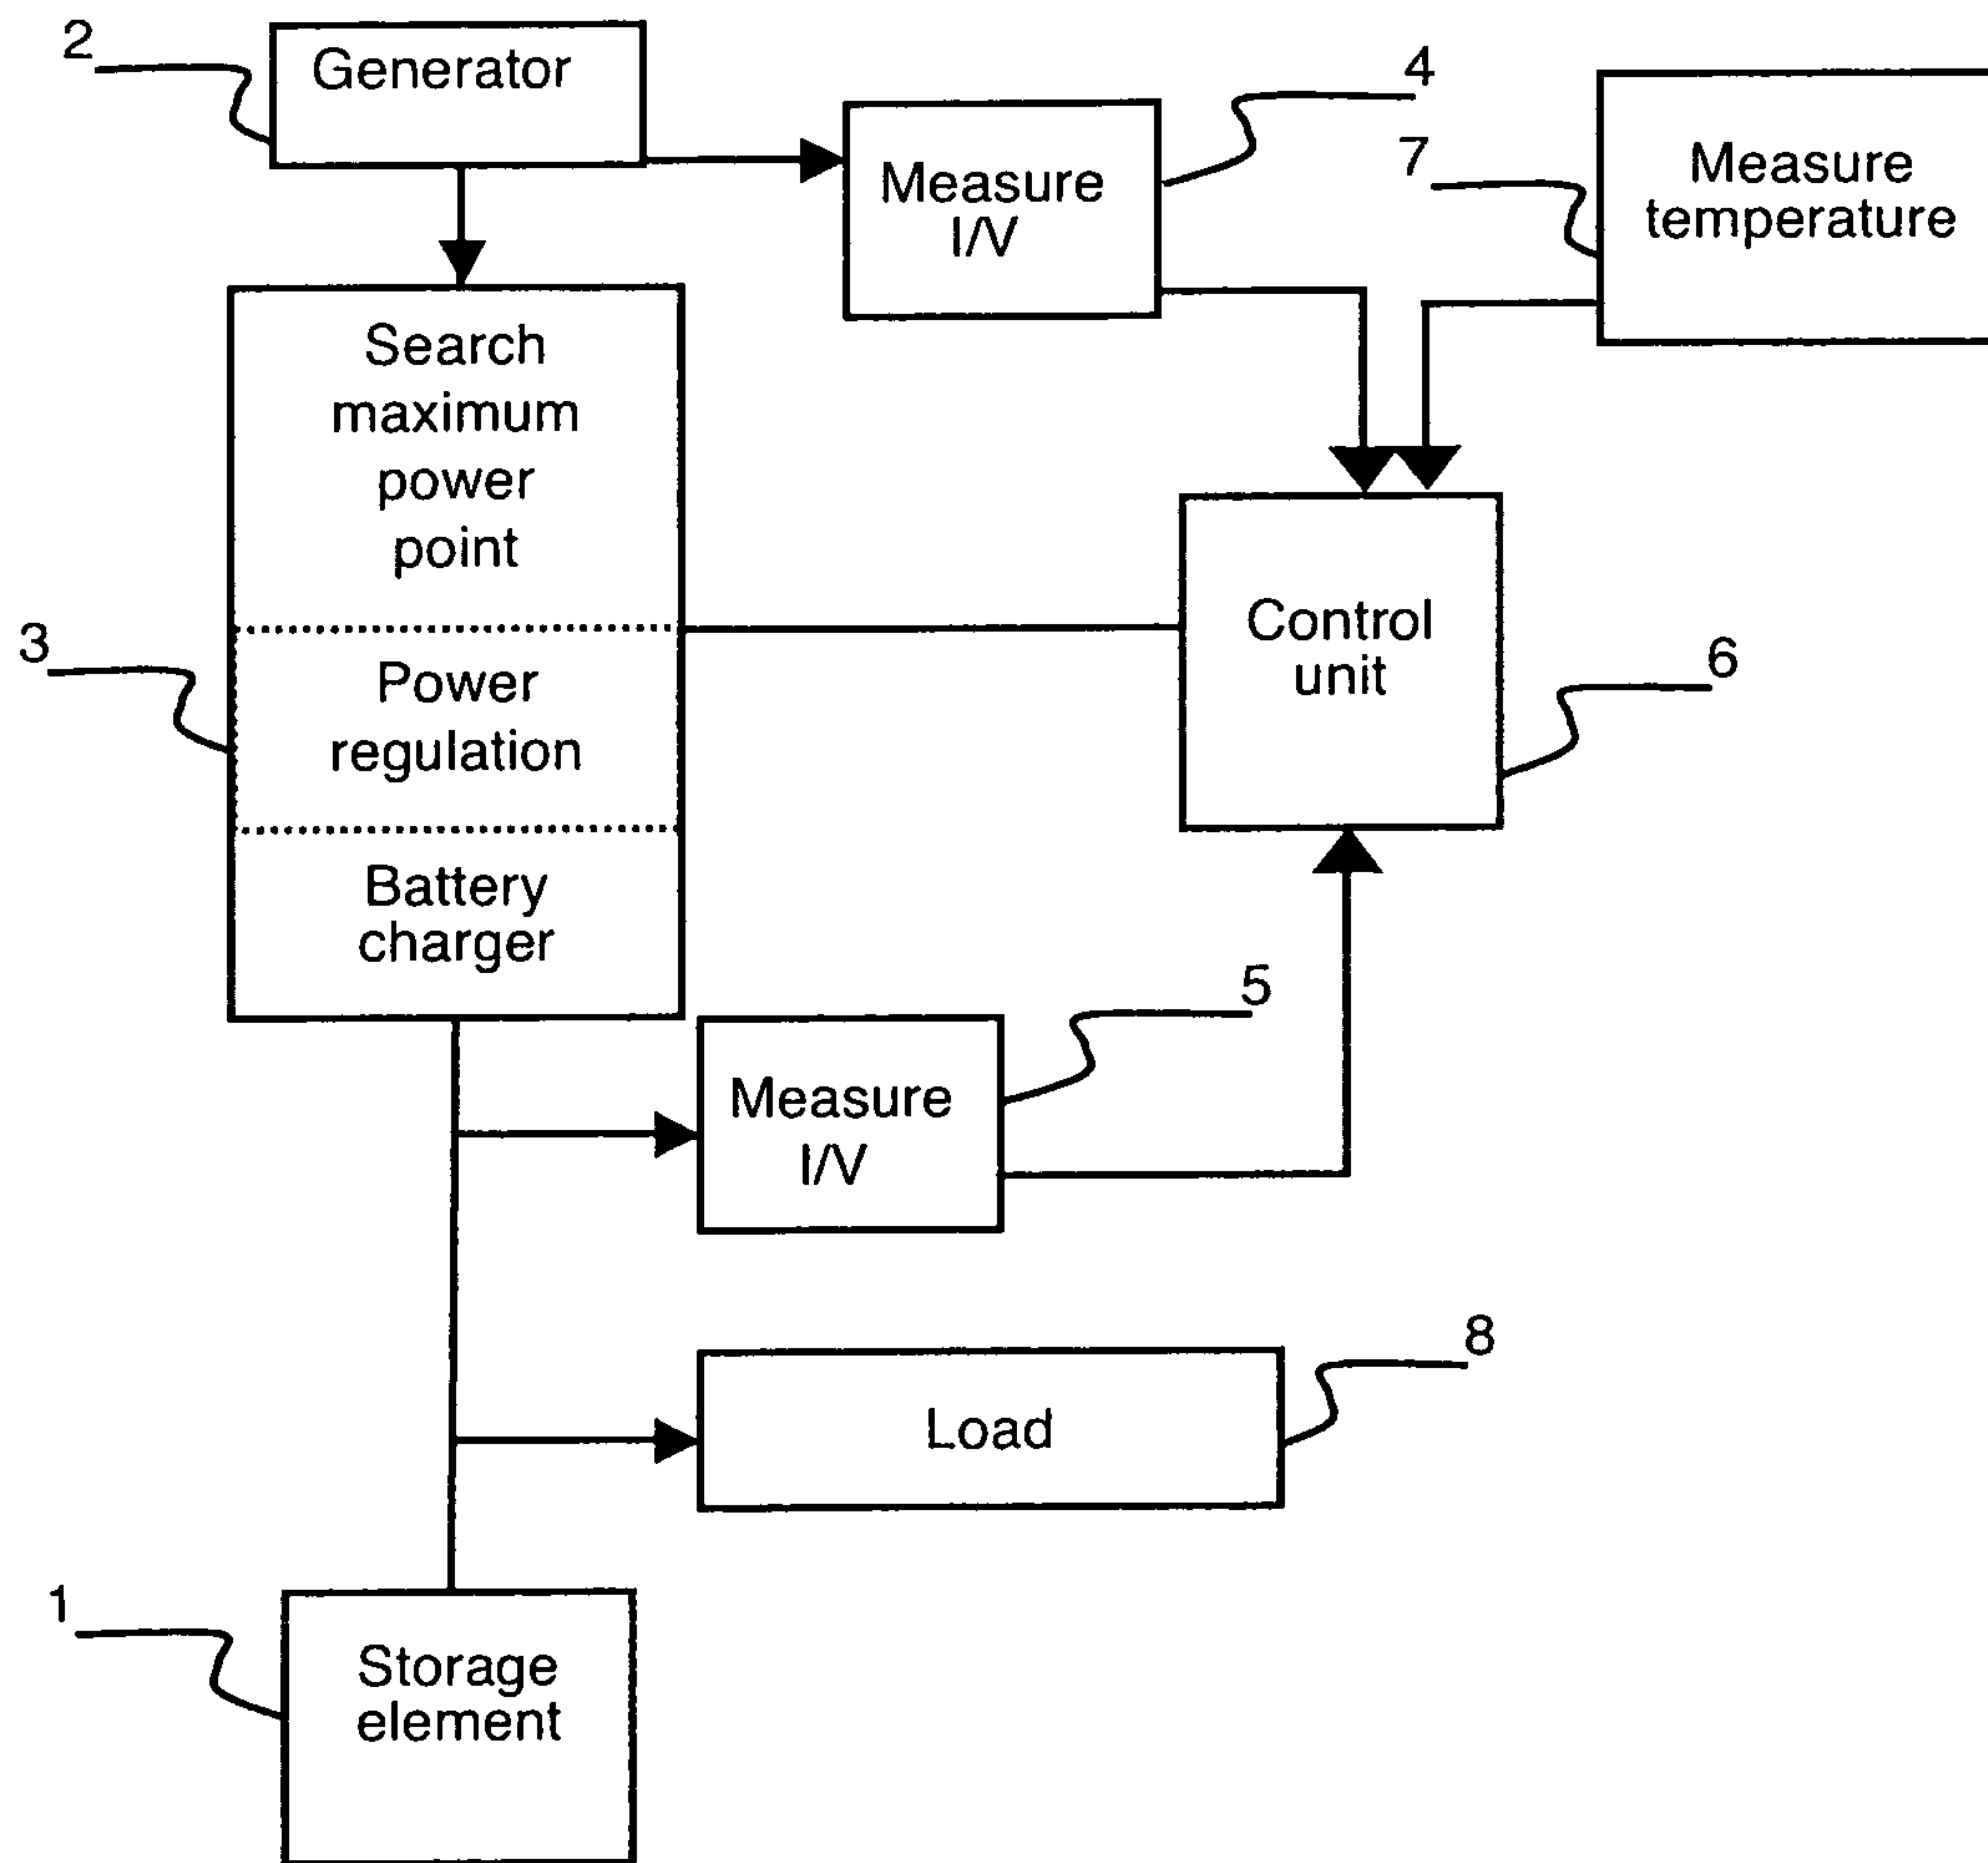 2
Generator
4
7
Measure
I/V
Measure
temperature
Search
maximum
power
point
3
Power
regulation
Control
unit
6
Battery
charger
5
Measure
I/V
8
Load
1
Storage
element